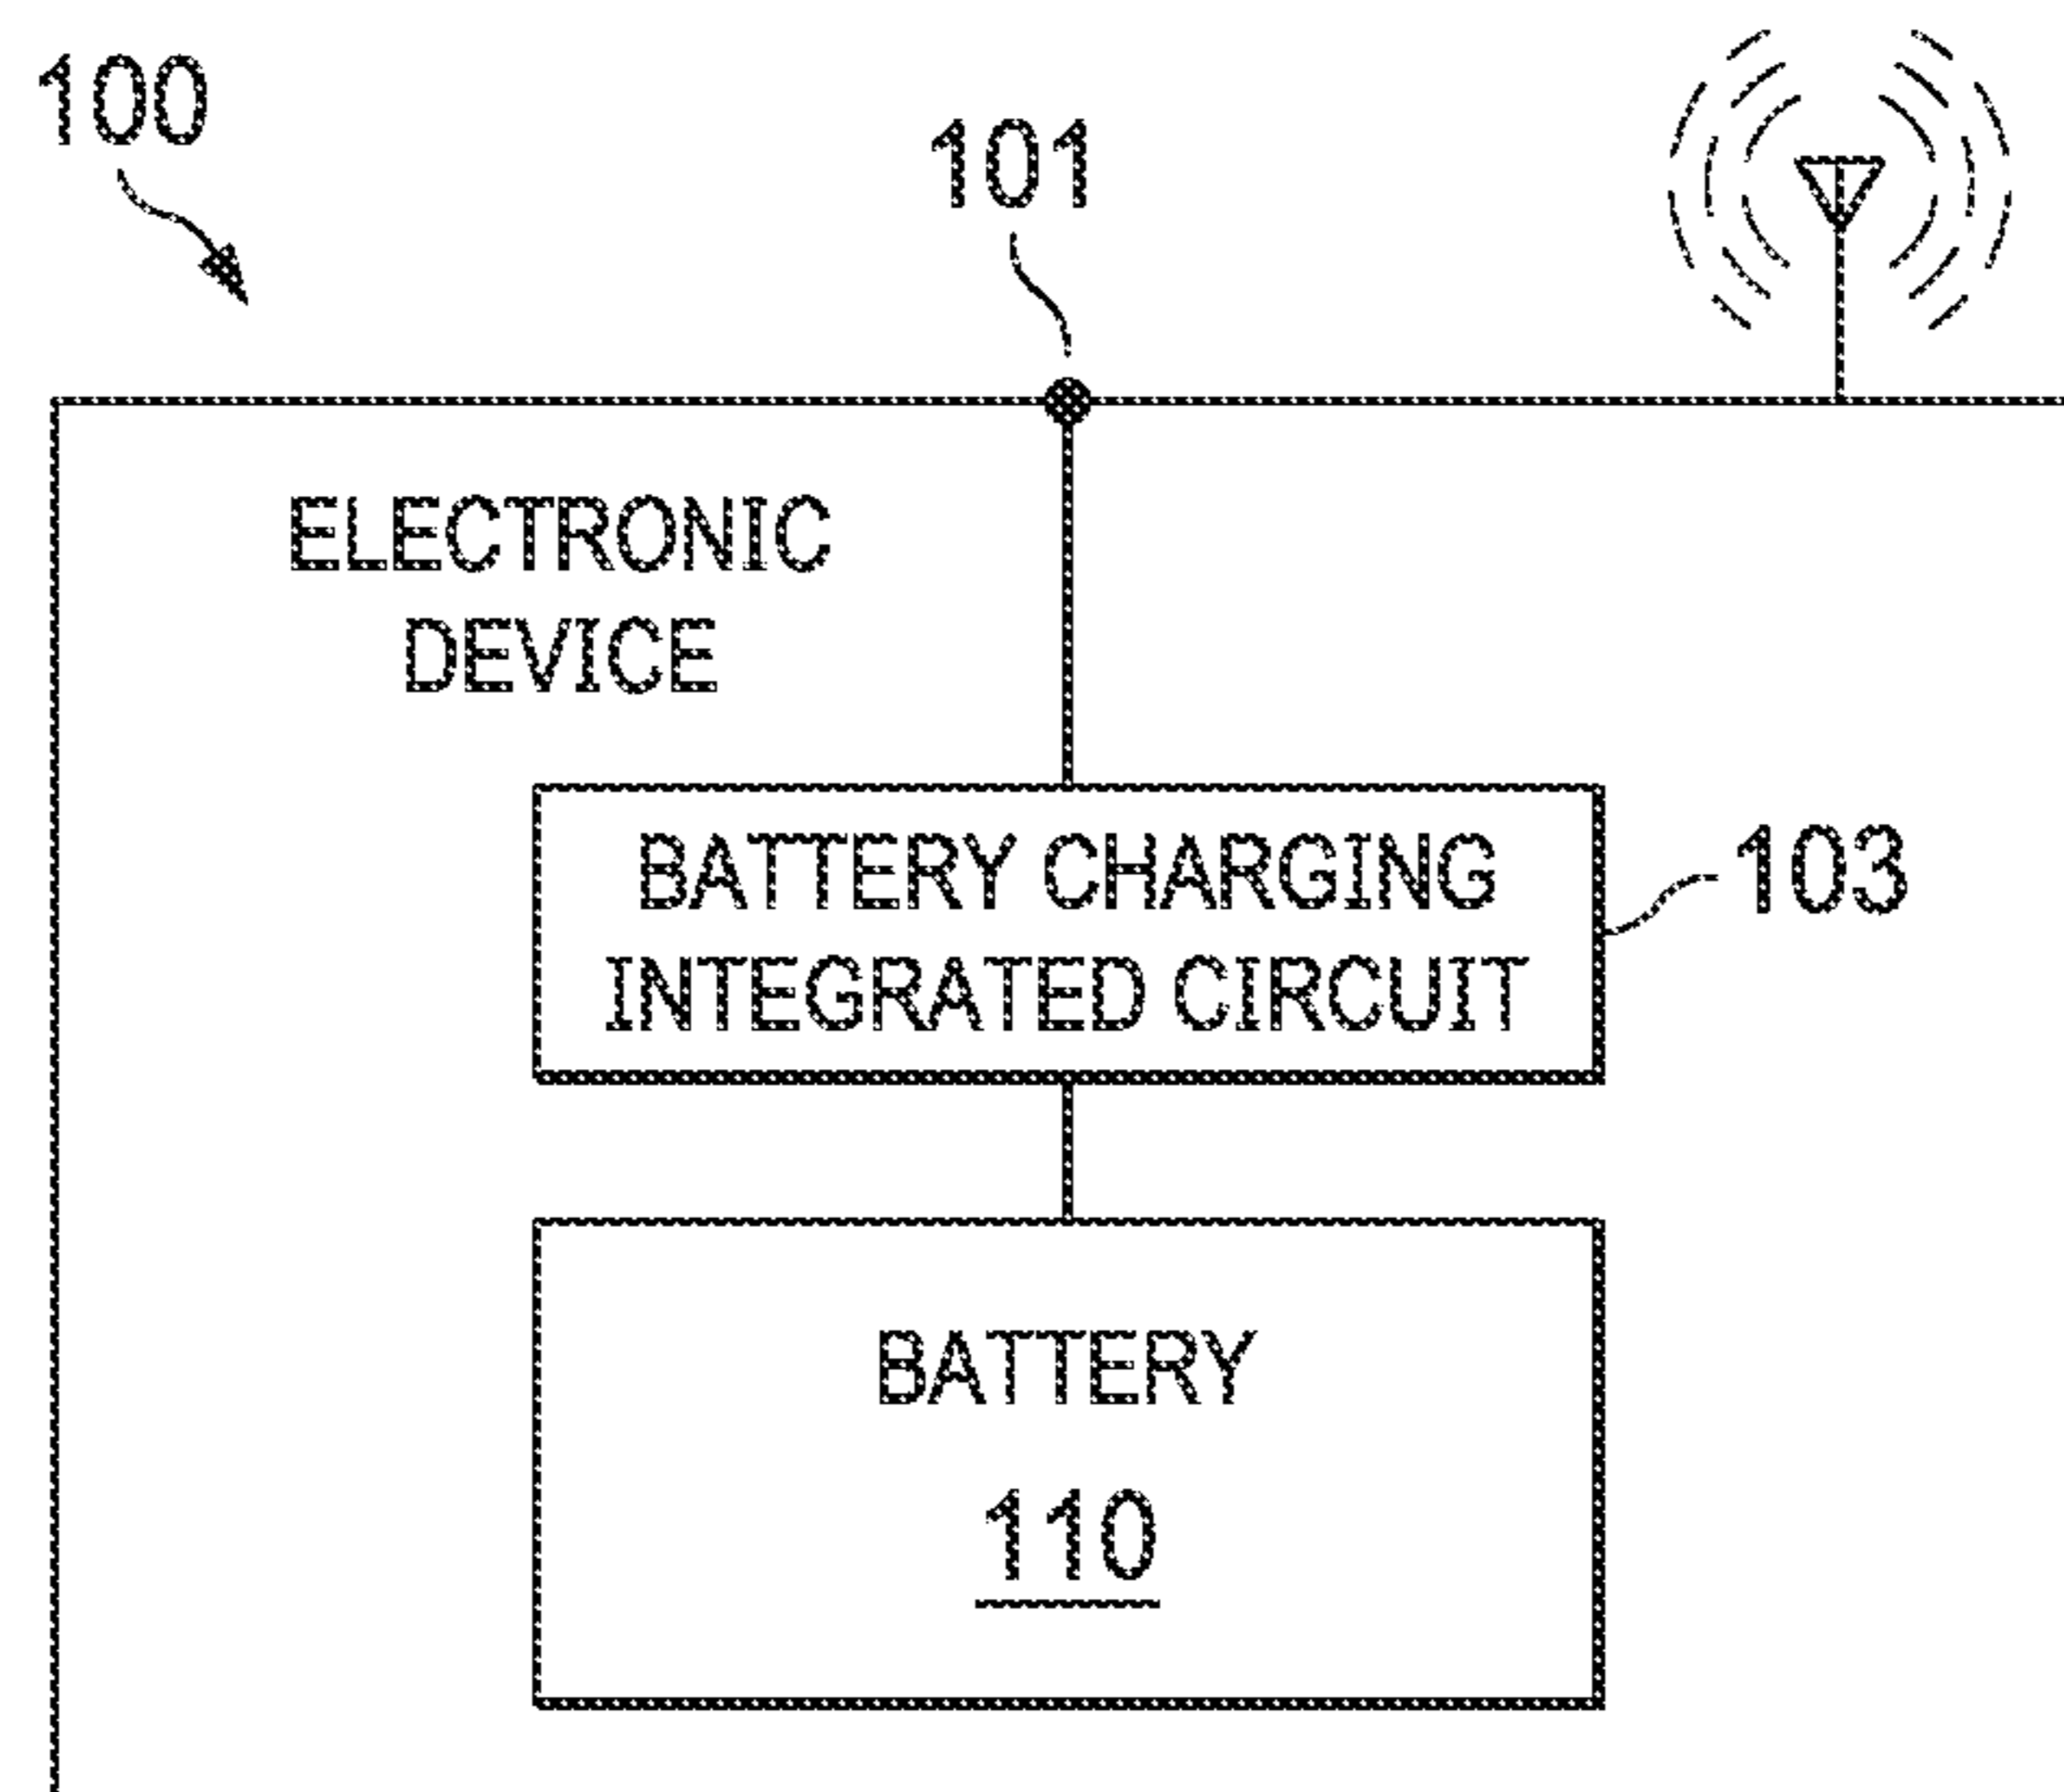 100
101
ELECTRONIC
DEVICE
BATTERY CHARGING
INTEGRATED CIRCUIT
103
BATTERY
110